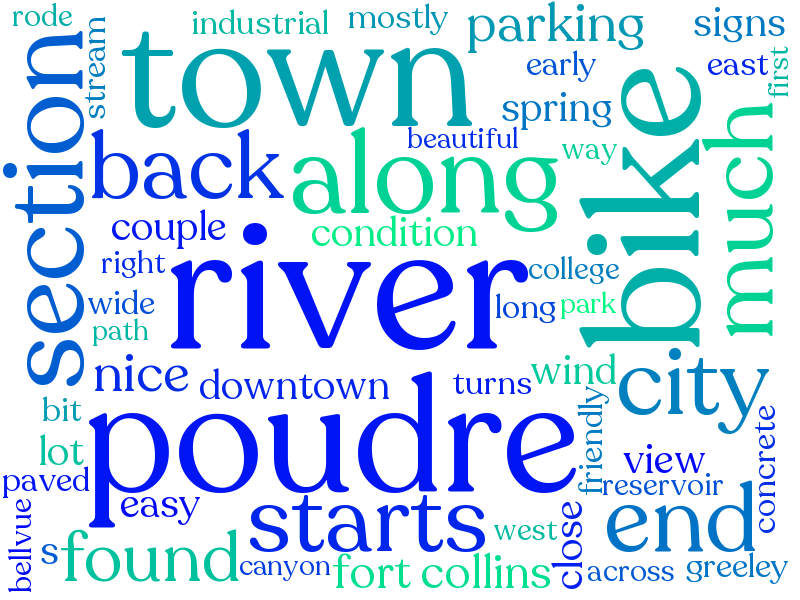 rode
industrial
mostly
parking
signs
stream
town
early
east
first
section
spring
bike
back
beautiful
along
way
much
couple
condition
right
river
college
wide
long
park
path
nice
downtown
turns
wind
city
bit
poudre
friendly
lot
view
concrete
paved
easy
reservoir
bellvue
starts
close
end
s
found
west
canyon
fort collins
across
greeley